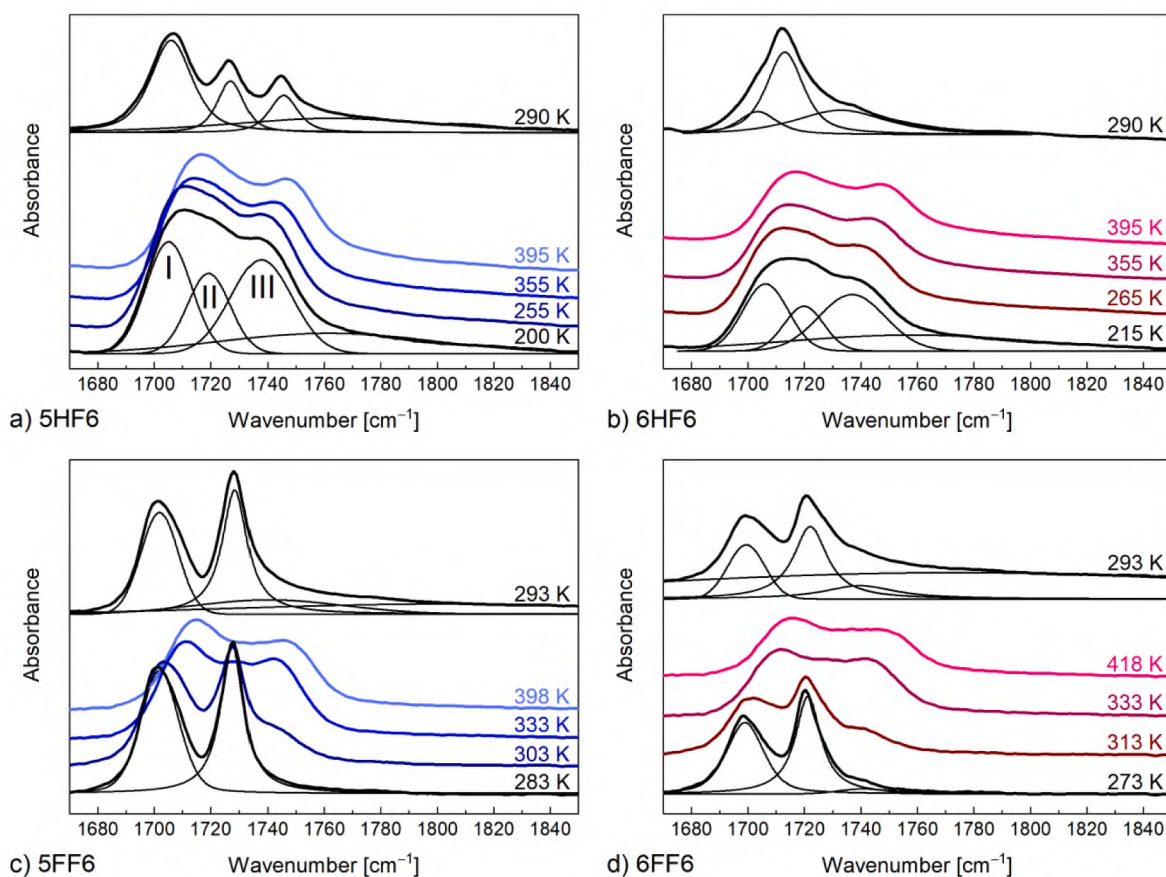 Absorbance
290 K
395 K
355 K
255 K
200 K
I
II
III
1680 1700 1720 1740 1760 1780 1800 1820 1840
Wavenumber [cm⁻¹]
a) 5HF6
Absorbance
290 K
395 K
355 K
265 K
215 K
1680 1700 1720 1740 1760 1780 1800 1820 1840
Wavenumber [cm⁻¹]
b) 6HF6
Absorbance
293 K
398 K
333 K
303 K
283 K
1680 1700 1720 1740 1760 1780 1800 1820 1840
Wavenumber [cm⁻¹]
c) 5FF6
Absorbance
293 K
418 K
333 K
313 K
273 K
1680 1700 1720 1740 1760 1780 1800 1820 1840
Wavenumber [cm⁻¹]
d) 6FF6